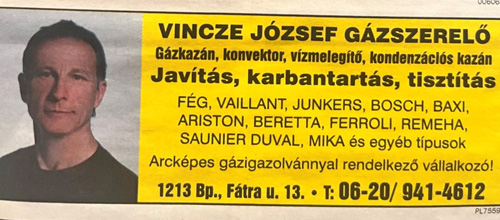 00606
VINCZE JÓZSEF GÁZSZERELŐ
Gázkazán, konvektor, vízmelegítő, kondenzációs kazán
Javítás, karbantartás, tisztítás
FÉG, VAILLANT, JUNKERS, BOSCH, BAXI,
ARISTON, BERETTA, FERROLI, REMEHA,
SAUNIER DUVAL, MIKA és egyéb típusok
Arcképes gázigazolvánnyal rendelkező vállalkozó!
1213 Bp., Fátra u. 13. • T: 06-20/ 941-4612